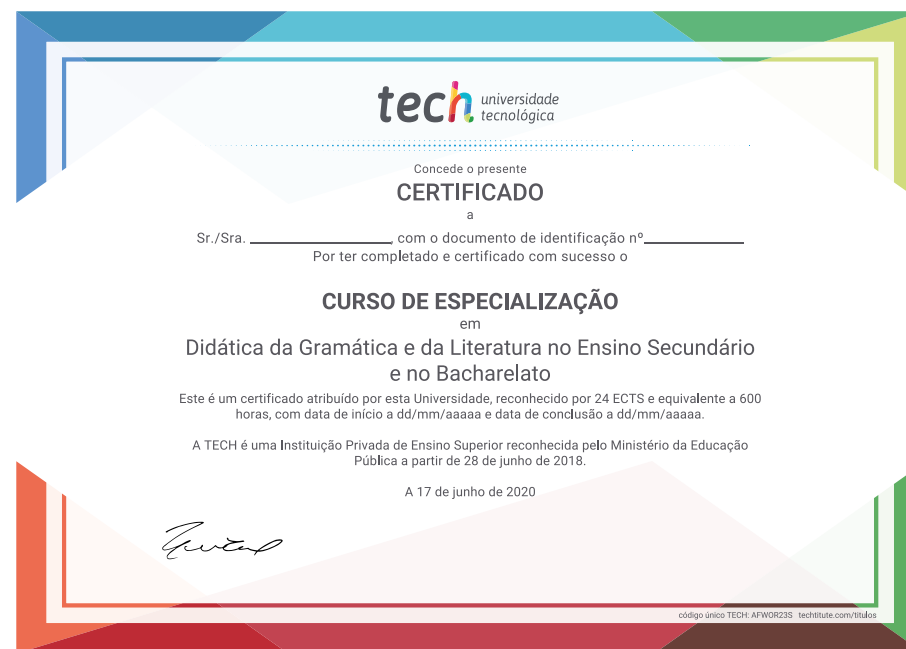 tech universidade
tecnológica
Concede o presente
CERTIFICADO
a
Sr./Sra. ____________________, com o documento de identificação nº______________
Por ter completado e certificado com sucesso o
CURSO DE ESPECIALIZAÇÃO
em
Didática da Gramática e da Literatura no Ensino Secundário
e no Bacharelato
Este é um certificado atribuído por esta Universidade, reconhecido por 24 ECTS e equivalente a 600
horas, com data de início a dd/mm/aaaaa e data de conclusão a dd/mm/aaaaa.
A TECH é uma Instituição Privada de Ensino Superior reconhecida pelo Ministério da Educação
Pública a partir de 28 de junho de 2018.
A 17 de junho de 2020
código único TECH: AFWOR23S techtitute.com/titulos